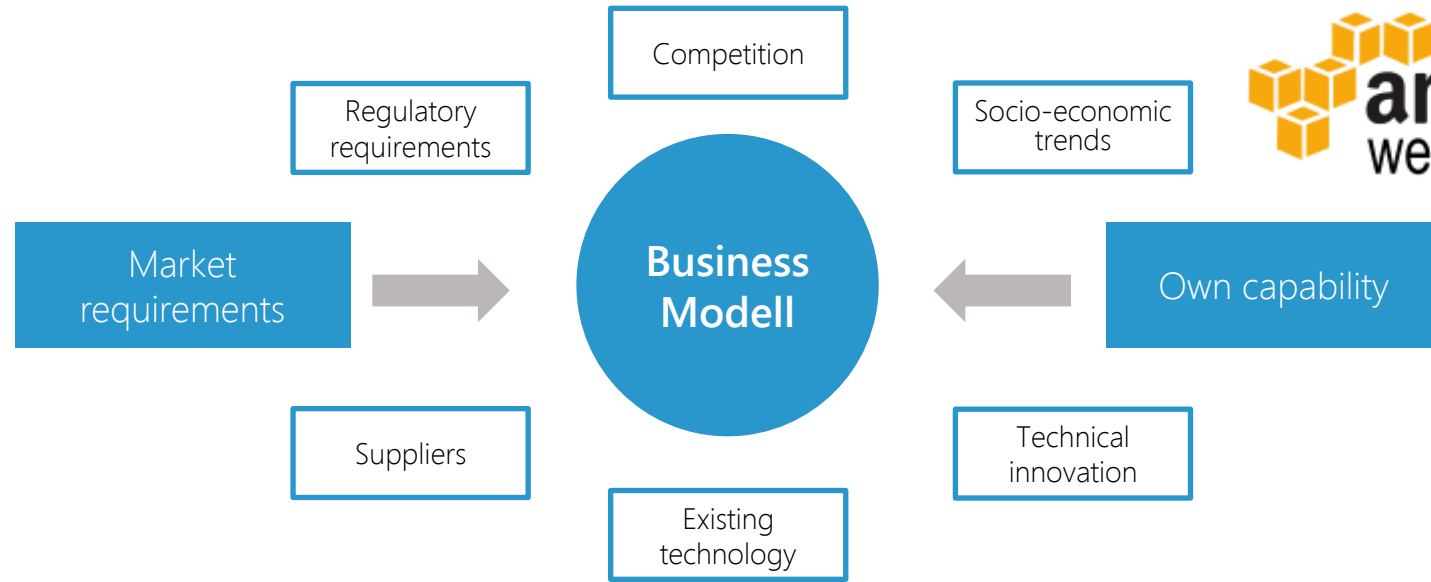 Competition
Regulatory
requirements
Socio-economic
trends
Market
requirements
Business
Modell
Own capability
Suppliers
Technical
innovation
Existing
technology